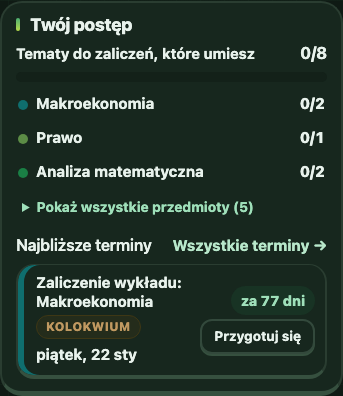 Twój postęp
Tematy do zaliczeń, które umiesz 0/8
Makroekonomia 0/2
Prawo 0/1
Analiza matematyczna 0/2
Pokaż wszystkie przedmioty (5)
Najbliższe terminy Wszystkie terminy →
Zaliczenie wykładu:
Makroekonomia
za 77 dni
KOLOKWIUM
Przygotuj się
piątek, 22 sty